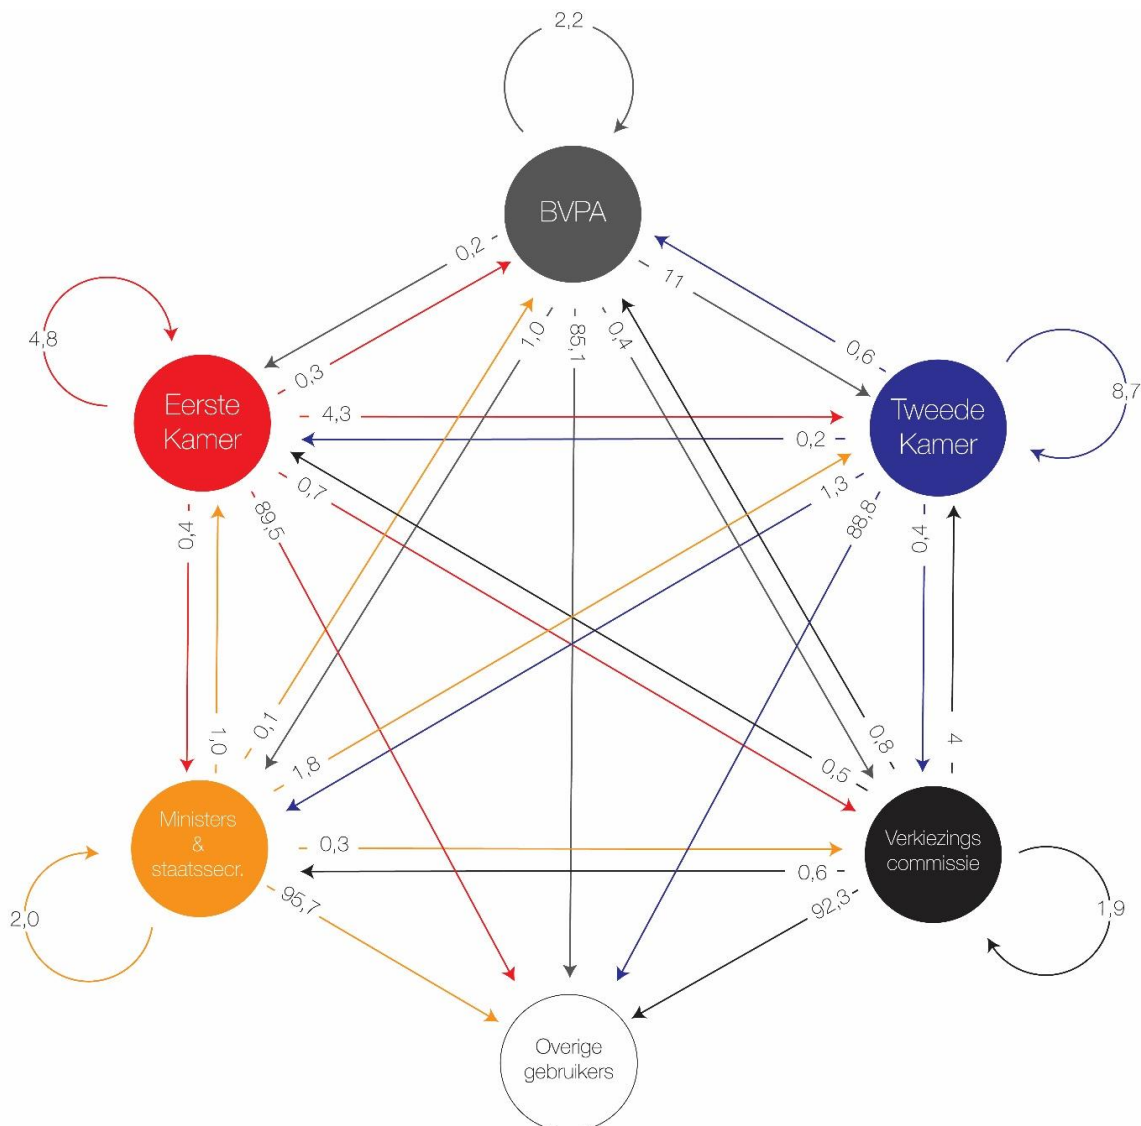 2,2
BVPA
0,2
11
4,8
0,3
1,0
85,1
0,4
0,6
8,7
Eerste
Kamer
4,3
0,2
Tweede
Kamer
0,7
1,3
0,4
89,5
88,8
0,4
1,0
0,1
1,8
0,8
0,5
4
Ministers
&
staatssecr.
0,3
0,6
Verkiezings
commissie
2,0
95,7
92,3
1,9
Overige
gebruikers